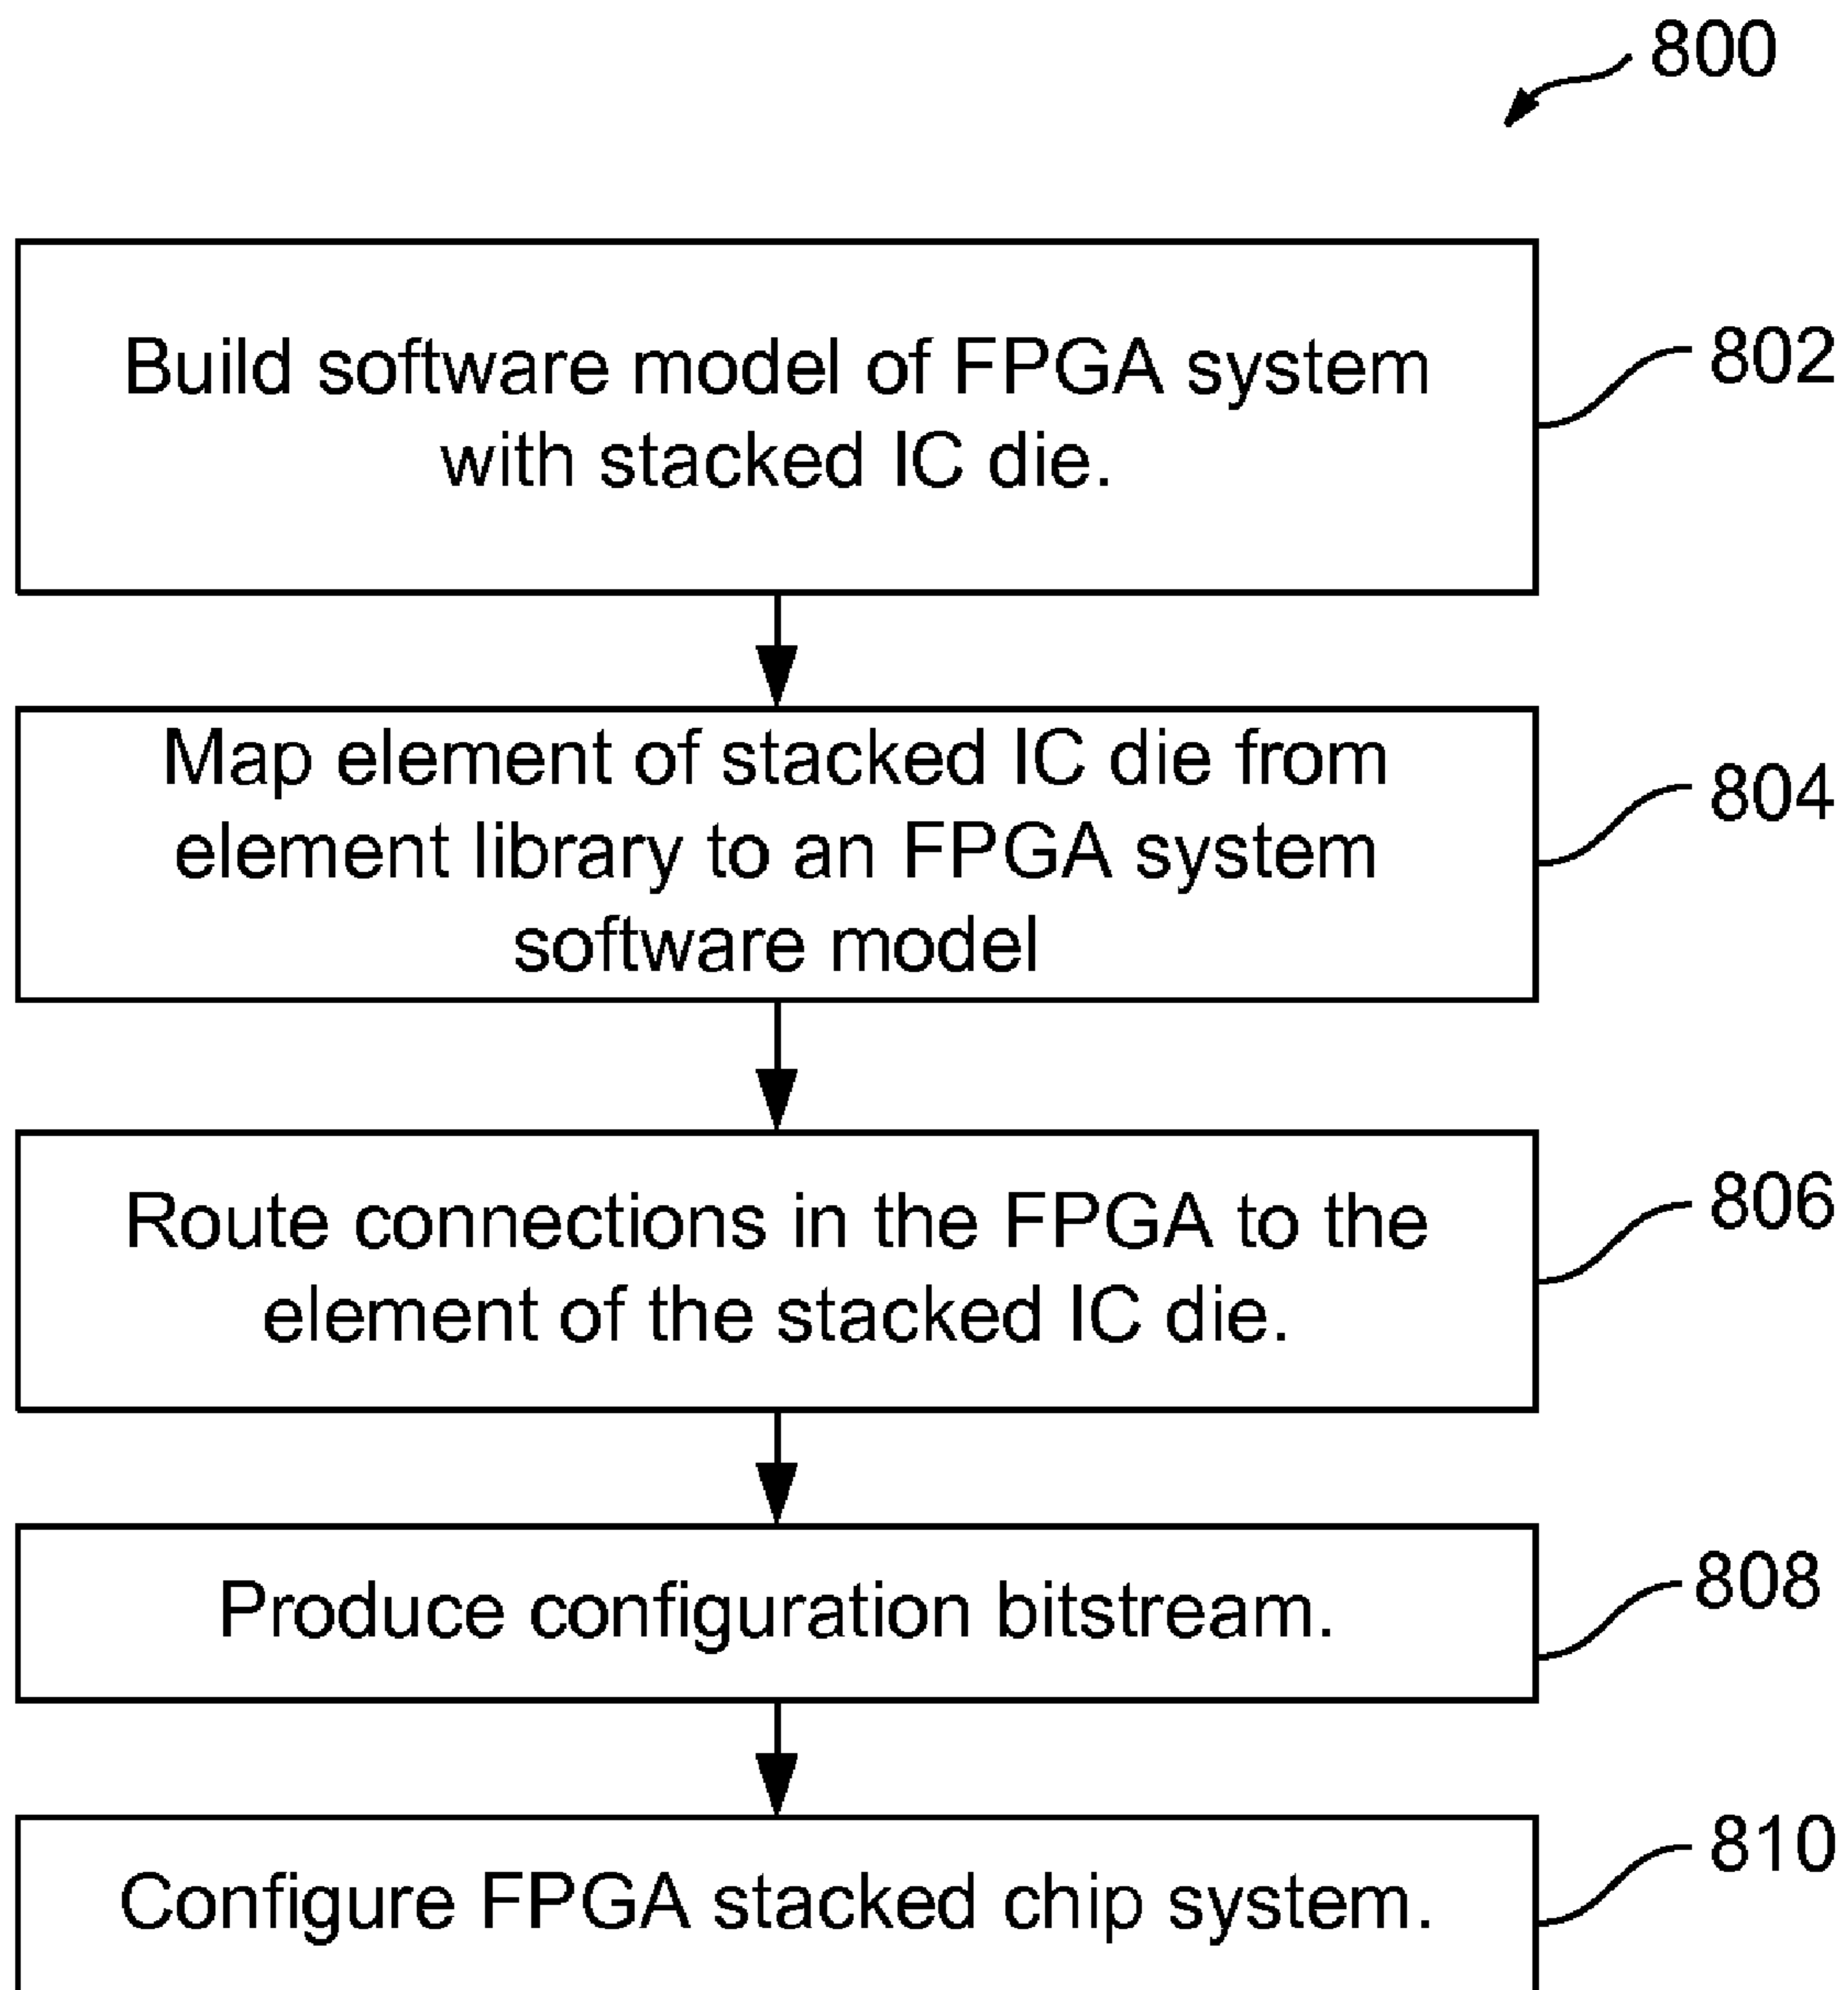 800
Build software model of FPGA system
with stacked IC die.
802
Map element of stacked IC die from
element library to an FPGA system
software model
804
Route connections in the FPGA to the
element of the stacked IC die.
806
Produce configuration bitstream.
808
Configure FPGA stacked chip system.
810